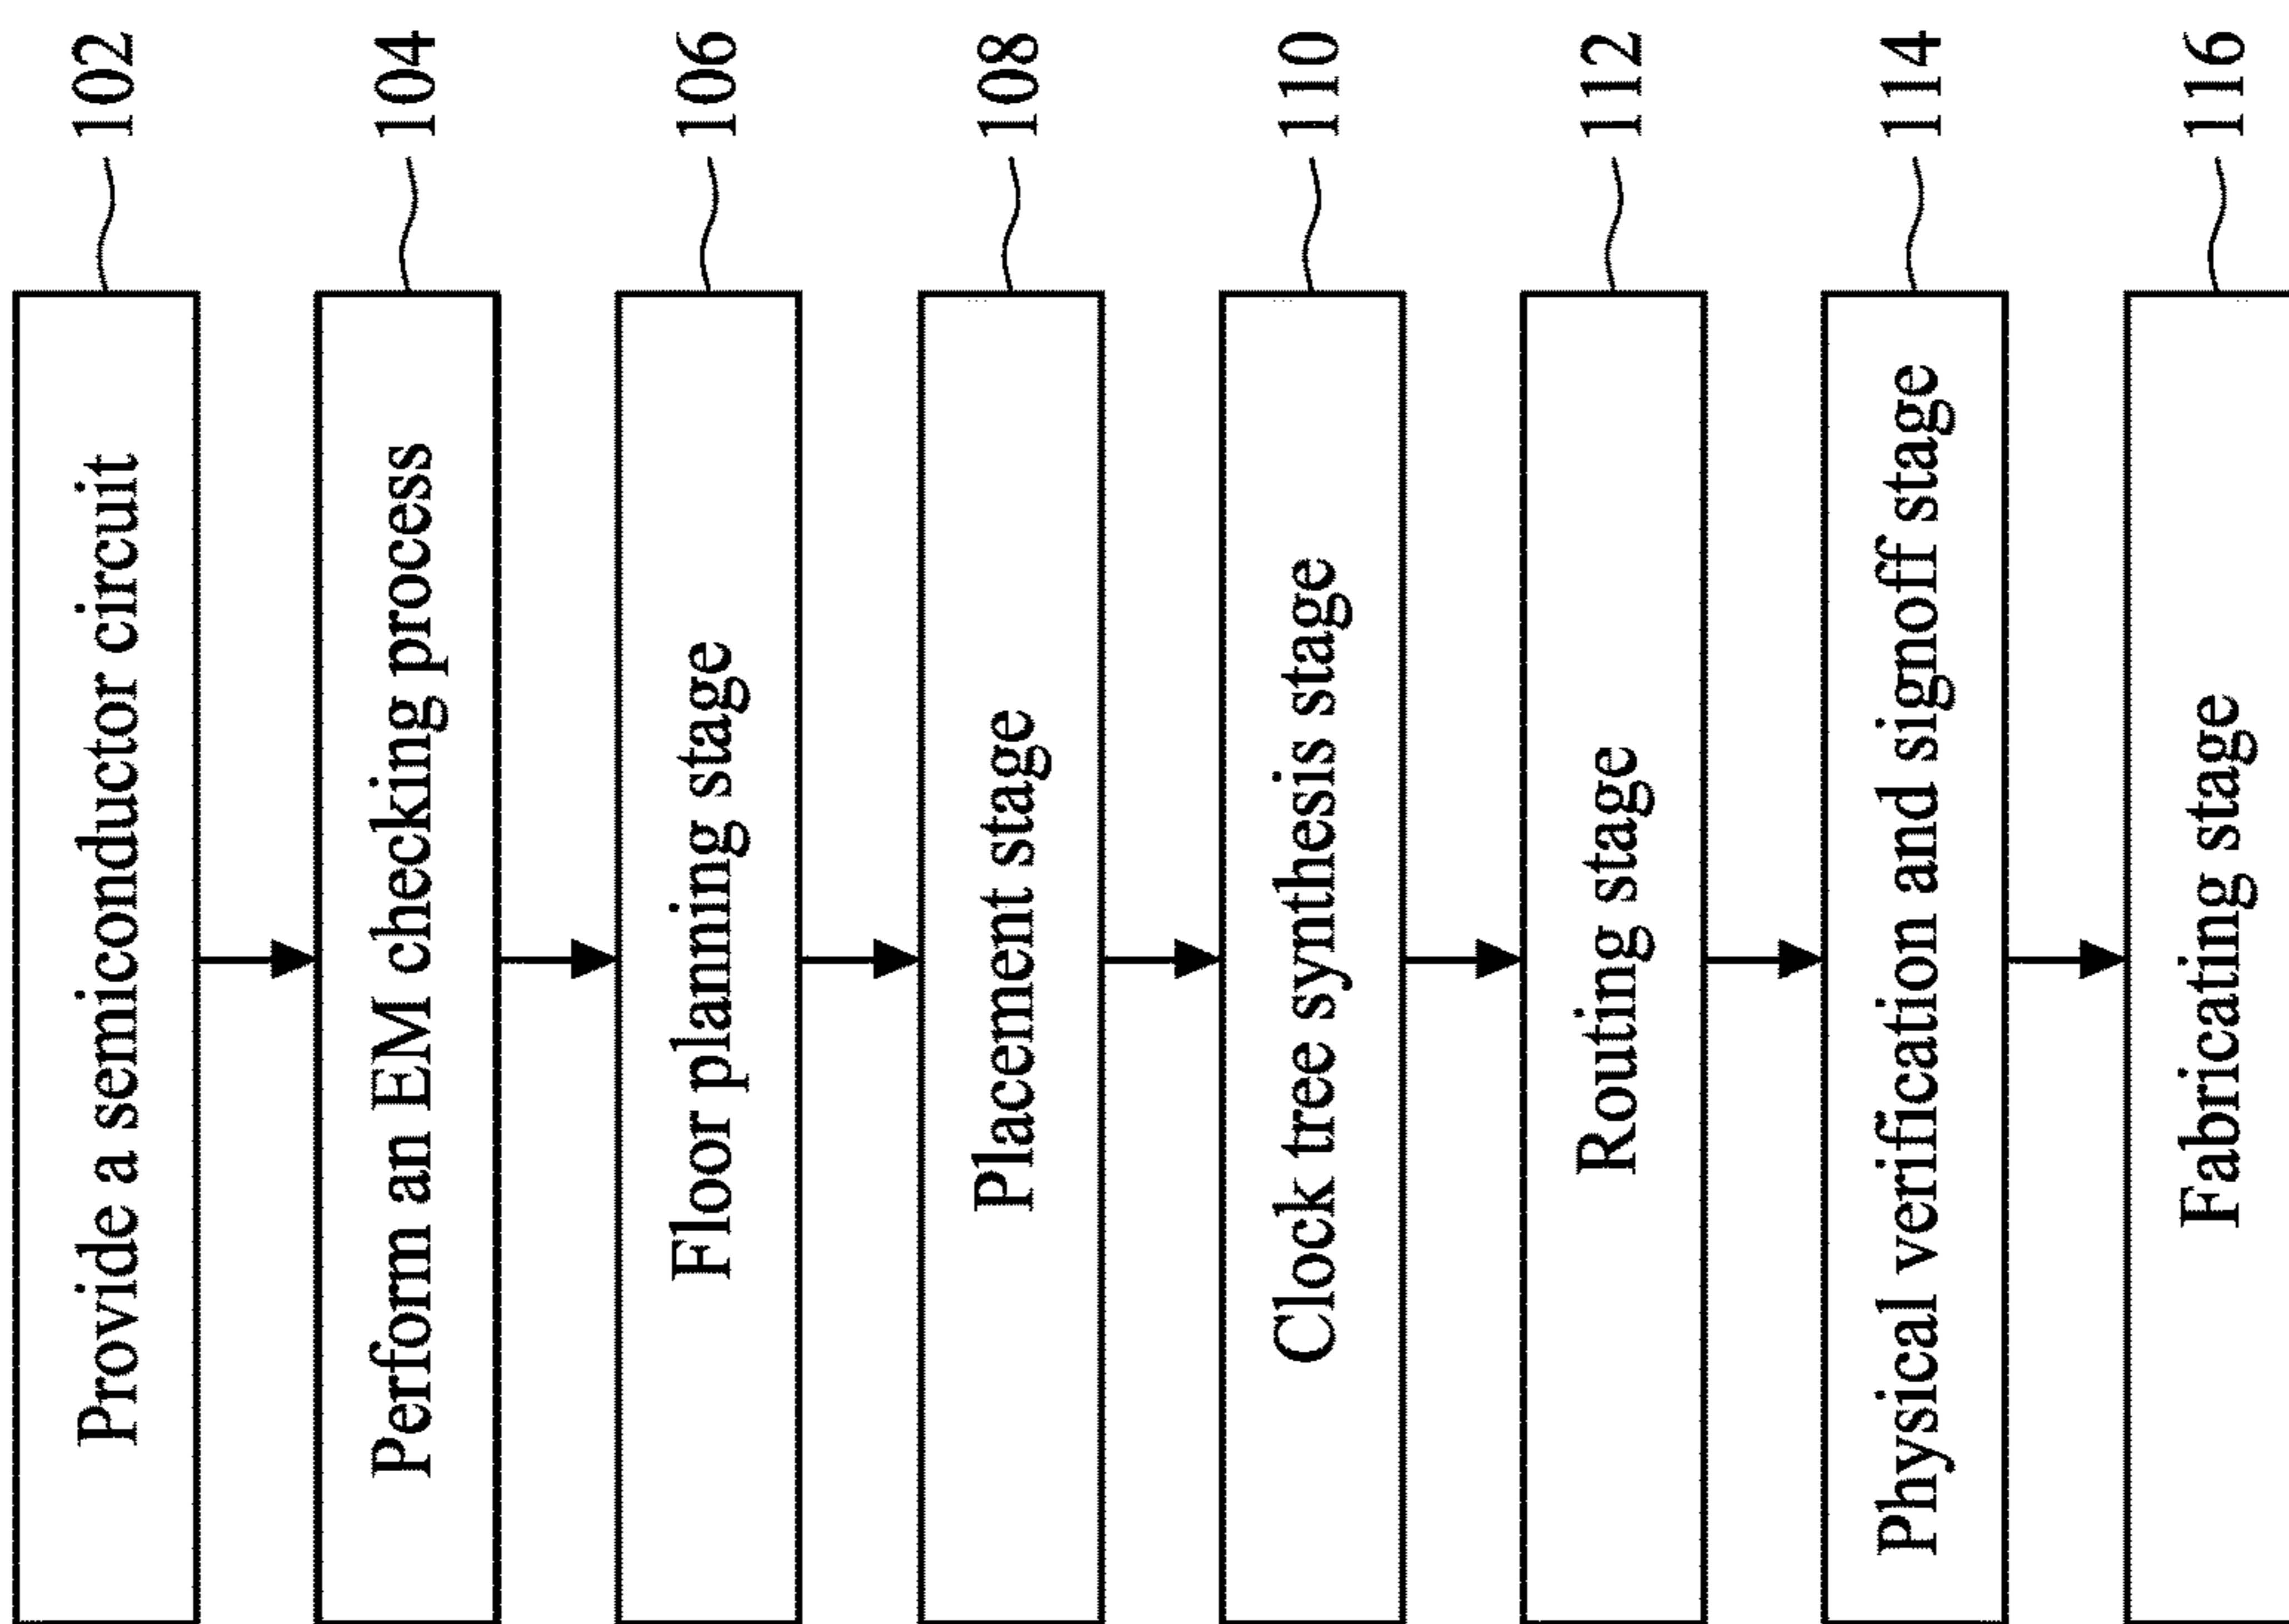 Provide a semiconductor circuit 102
Perform an EM checking process 104
Floor planning stage 106
Placement stage 108
Clock tree synthesis stage 110
Routing stage 112
Physical verification and signoff stage 114
Fabricating stage 116